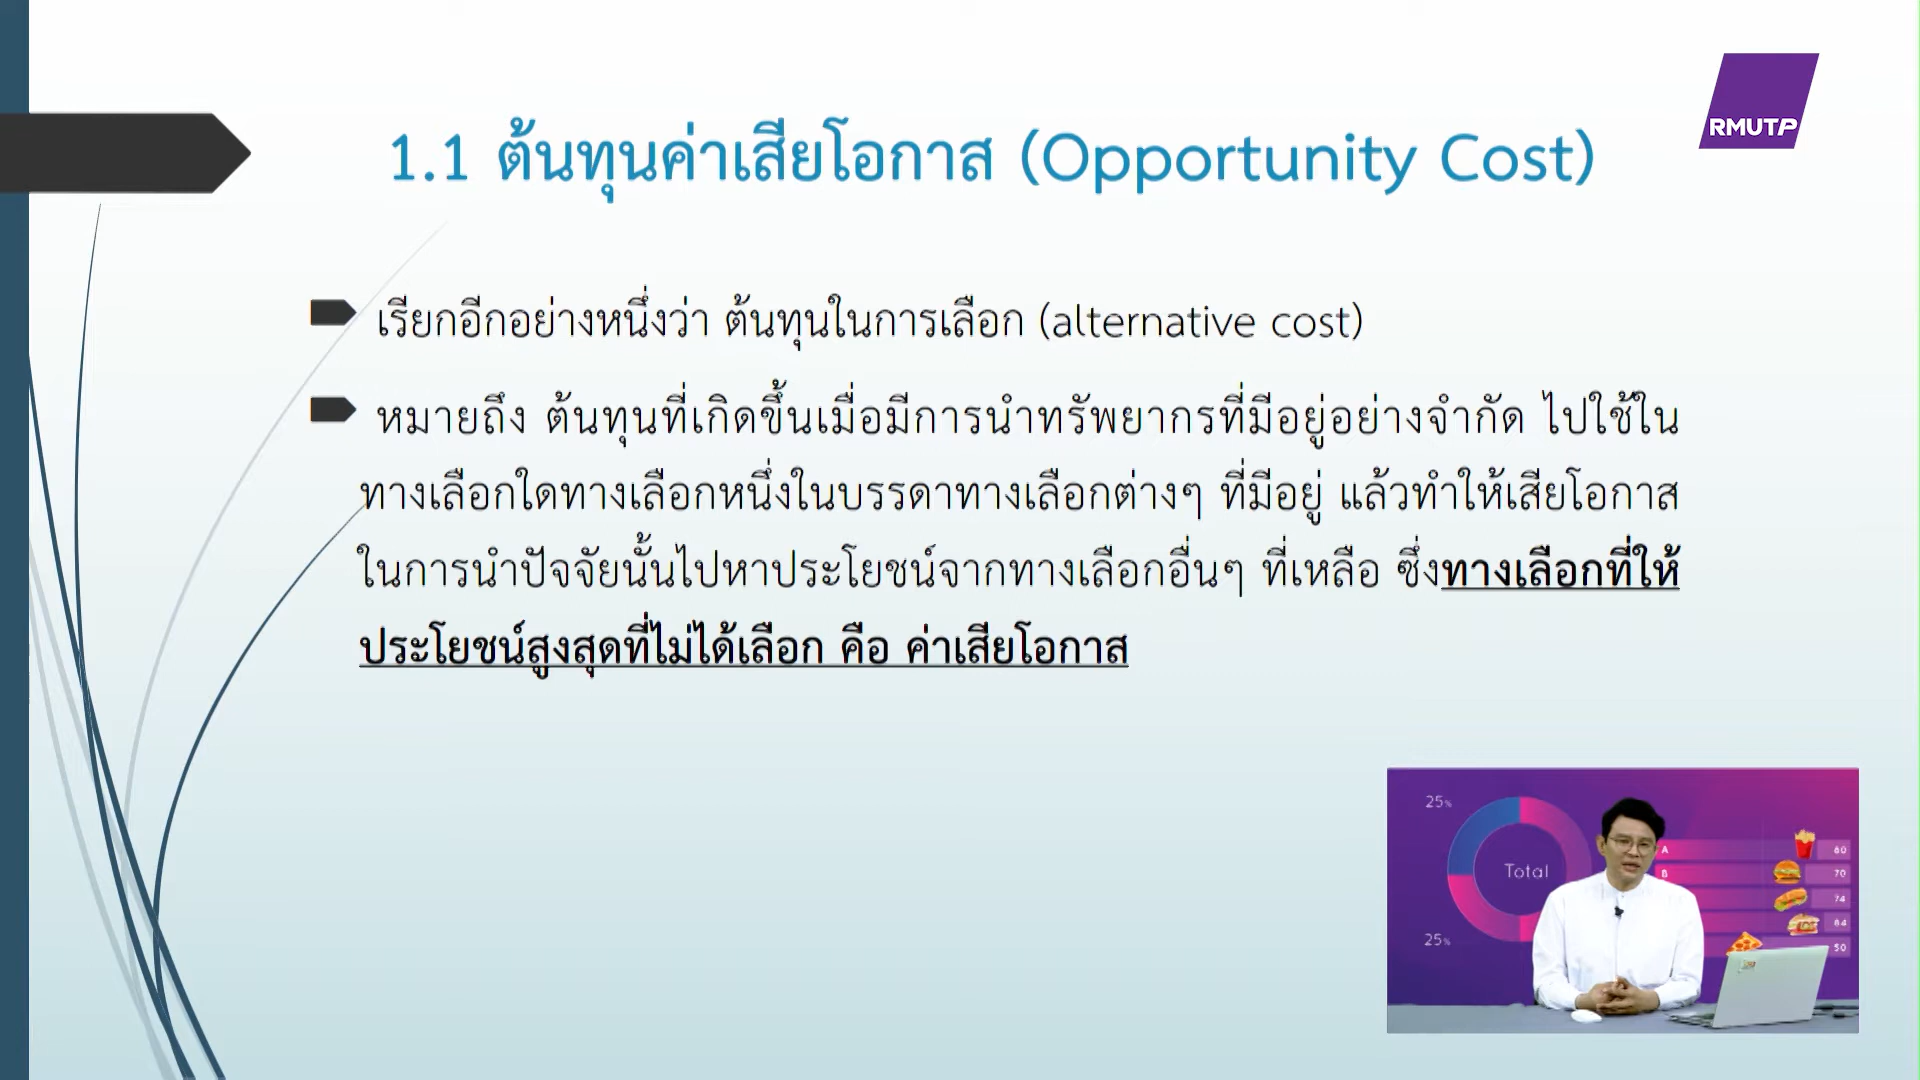 RMUTP
1.1 ต้นทุนค่าเสียโอกาส (Opportunity Cost)
เรียกอีกอย่างหนึ่งว่า ต้นทุนในการเลือก (alternative cost)
หมายถึง ต้นทุนที่เกิดขึ้นเมื่อมีการนำทรัพยากรที่มีอยู่อย่างจำกัด ไปใช้ใน
ทางเลือกใดทางเลือกหนึ่งในบรรดาทางเลือกต่างๆ ที่มีอยู่ แล้วทำให้เสียโอกาส
ในการนำปัจจัยนั้นไปหาประโยชน์จากทางเลือกอื่นๆ ที่เหลือ ซึ่งทางเลือกที่ให้
ประโยชน์สูงสุดที่ไม่ได้เลือก คือ ค่าเสียโอกาส
25%
Total
25%
A 60
B 70
74
84
50